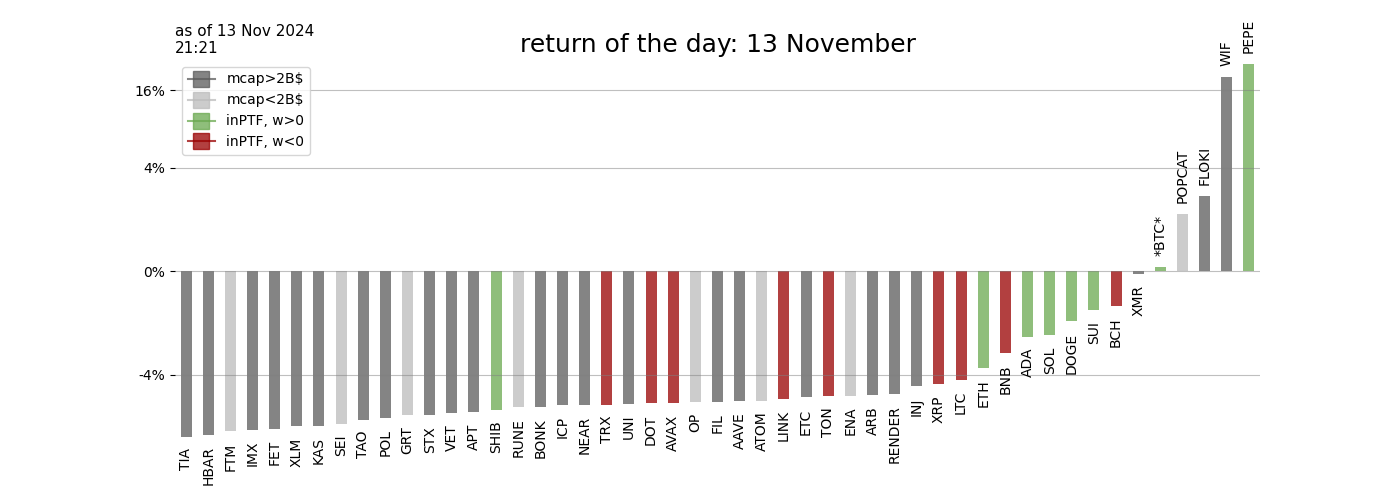 as of 13 Nov 2024
21:21
return of the day: 13 November
mcap>2B$
mcap<2B$
inPTF, w>0
inPTF, w<0
16%
4%
0%
-4%
TIA
HBAR
FTM
IMX
FET
XLM
KAS
SEI
TAO
POL
GRT
STX
VET
APT
SHIB
RUNE
BONK
ICP
NEAR
TRX
UNI
DOT
AVAX
OP
FIL
AAVE
ATOM
LINK
ETC
TON
ENA
ARB
RENDER
INJ
XRP
LTC
ETH
BNB
ADA
SOL
DOGE
SUI
BCH
XMR
*BTC*
POPCAT
FLOKI
WIF
PEPE